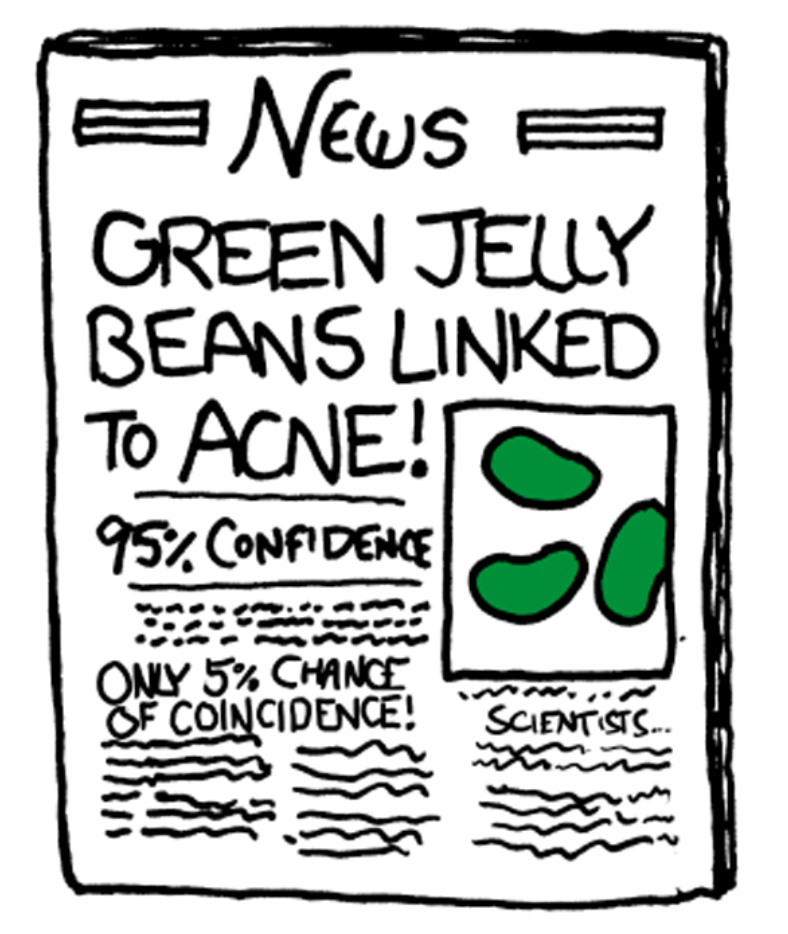 News
GREEN JELLY
BEANS LINKED
TO ACNE!
95% CONFIDENCE
ONLY 5% CHANCE
OF COINCIDENCE!
SCIENTISTS...